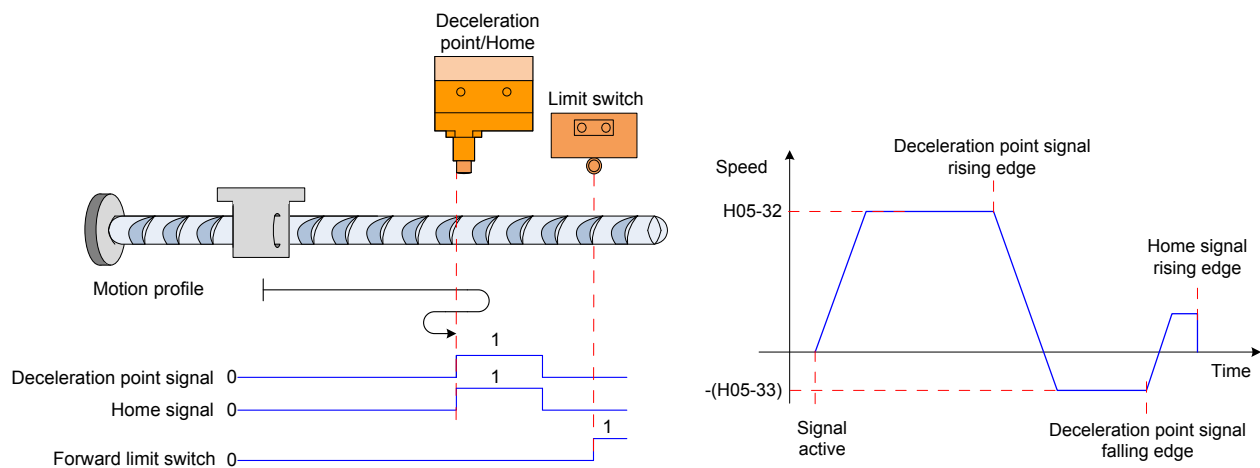 Deceleration
point/Home
Limit switch
Motion profile
1
Deceleration point signal 0
1
Home signal 0
1
Forward limit switch 0
Deceleration point signal
rising edge
Speed
H05-32
Home signal
rising edge
Time
-(H05-33)
Signal
active
Deceleration point signal
falling edge